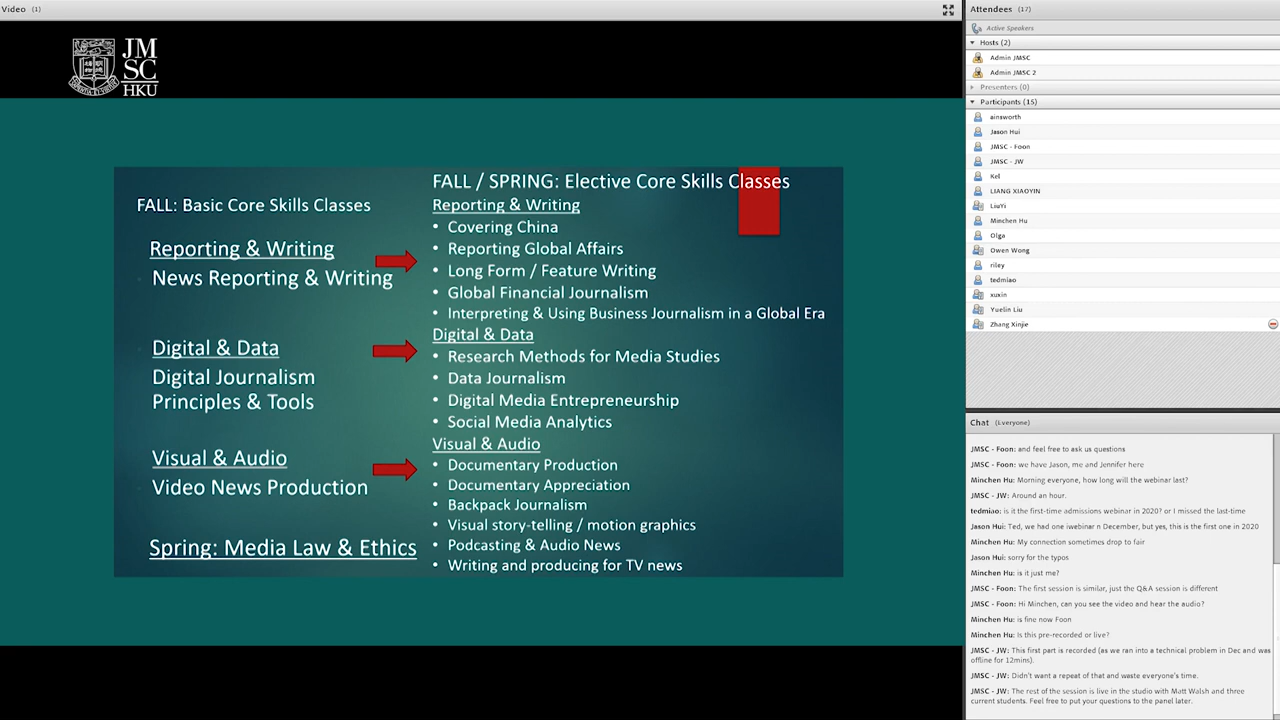 Video (1)
JM
SC
HKU
FALL: Basic Core Skills Classes
Reporting & Writing
News Reporting & Writing
Digital & Data
Digital Journalism
Principles & Tools
Visual & Audio
Video News Production
Spring: Media Law & Ethics
FALL / SPRING: Elective Core Skills Classes
Reporting & Writing
• Covering China
• Reporting Global Affairs
• Long Form / Feature Writing
• Global Financial Journalism
• Interpreting & Using Business Journalism in a Global Era
Digital & Data
• Research Methods for Media Studies
• Data Journalism
• Digital Media Entrepreneurship
• Social Media Analytics
Visual & Audio
• Documentary Production
• Documentary Appreciation
• Backpack Journalism
• Visual story-telling / motion graphics
• Podcasting & Audio News
• Writing and producing for TV news
Attendees (17)
Active Speakers
Hosts (2)
Admin JMSC
Admin JMSC 2
Presenters (0)
Participants (15)
ainsworth
Jason Hui
JMSC - Foon
JMSC - JW
Kel
LIANG XIAOYIN
LiuYi
Minchen Hu
Olga
Owen Wong
riley
tedmiao
xuxin
Yuelin Liu
Zhang Xinjie
Chat (Everyone)
JMSC - Foon: and feel free to ask us questions
JMSC - Foon: we have Jason, me and Jennifer here
Minchen Hu: Morning everyone, how long will the webinar last?
JMSC - JW: Around an hour.
tedmiao: is it the first-time admissions webinar in 2020? or I missed the last-time
Jason Hui: Ted, we had one iwebinar n December, but yes, this is the first one in 2020
Minchen Hu: My connection sometimes drop to fair
Jason Hui: sorry for the typos
Minchen Hu: is it just me?
JMSC - Foon: The first session is similar, just the Q&A session is different
JMSC - Foon: Hi Minchen, can you see the video and hear the audio?
Minchen Hu: is fine now Foon
Minchen Hu: Is this pre-recorded or live?
JMSC - JW: This first part is recorded (as we ran into a technical problem in Dec and was
offline for 12mins).
JMSC - JW: Didn't want a repeat of that and waste everyone's time.
JMSC - JW: The rest of the session is live in the studio with Matt Walsh and three
current students. Feel free to put your questions to the panel later.